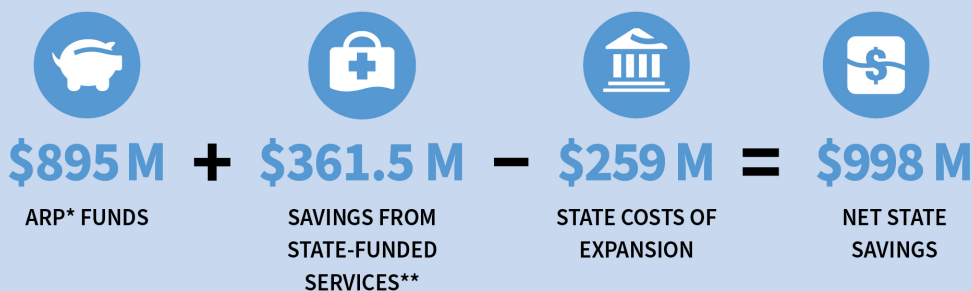 $895 M + $361.5 M − $259 M = $998 M
ARP* FUNDS
SAVINGS FROM
STATE-FUNDED
SERVICES**
STATE COSTS OF
EXPANSION
NET STATE
SAVINGS